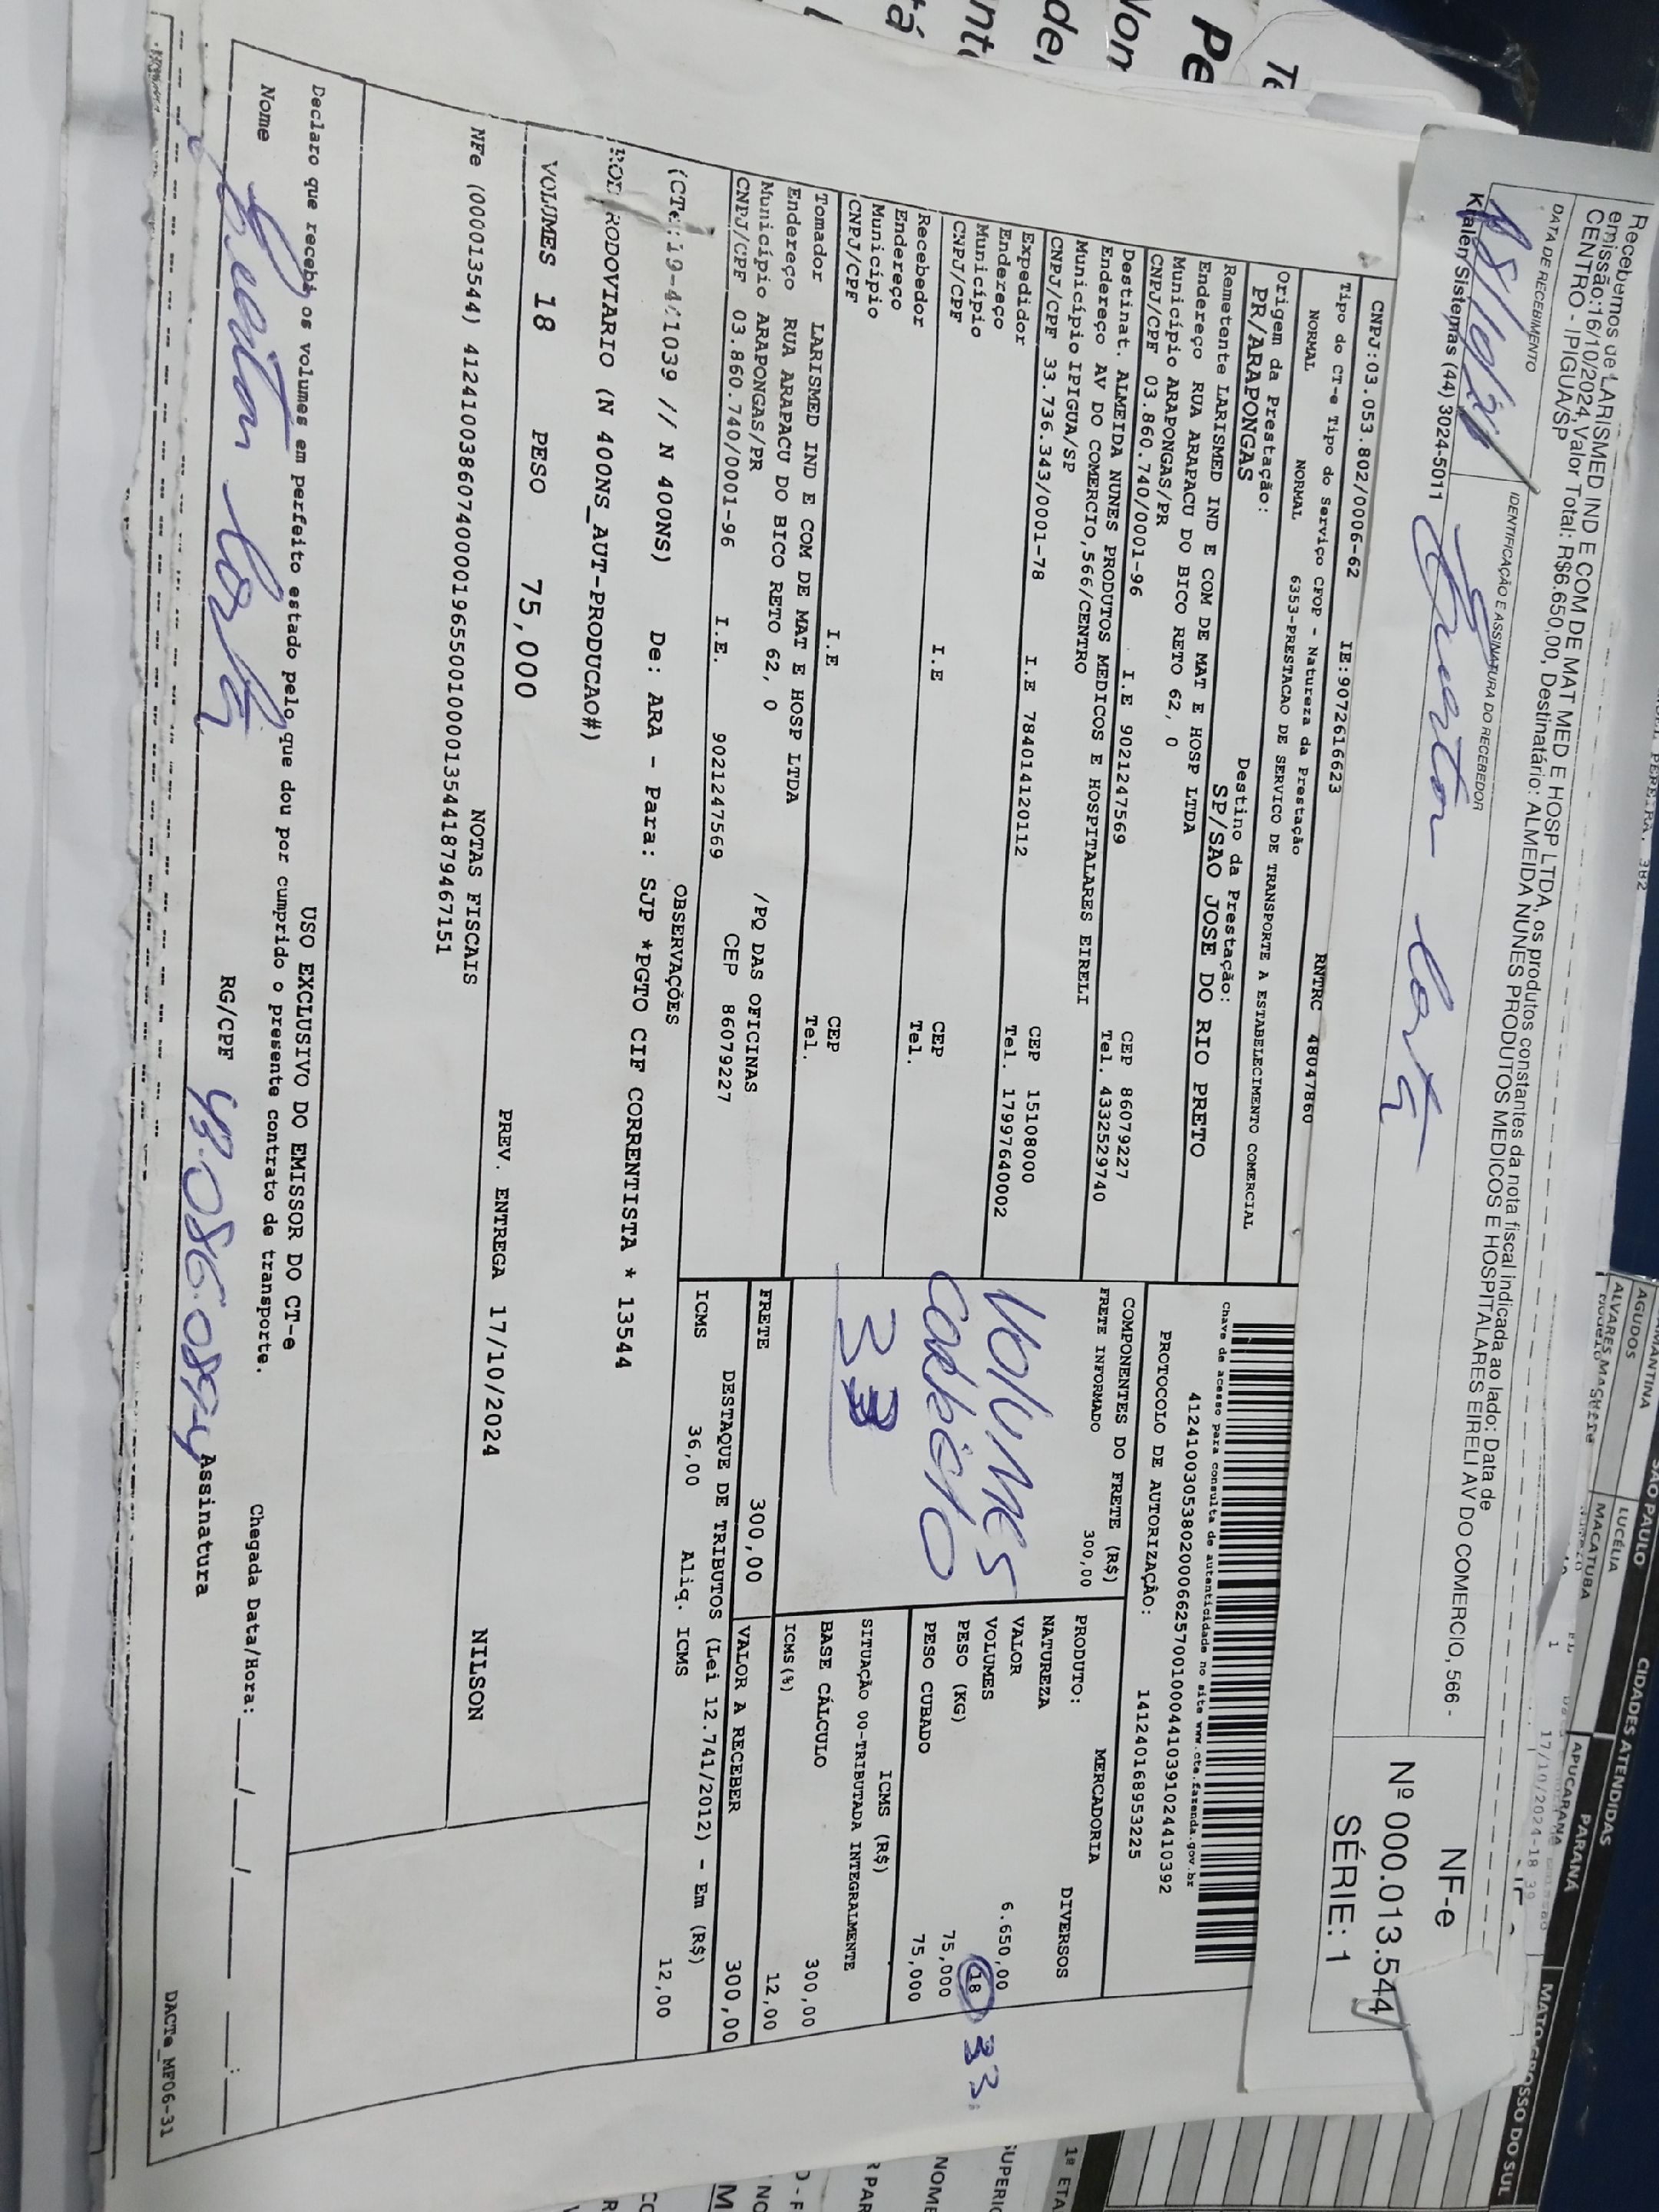 Recebemos de LARISMED IND E COM DE MAT MED E HOSP LTDA, os produtos constantes da nota fiscal indicada ao lado: Data de
emissão:16/10/2024,Valor Total: R$6.650,00, Destinatário: ALMEIDA NUNES PRODUTOS MEDICOS E HOSPITALARES EIRELI AV DO COMERCIO, 566 -
CENTRO - IPIGUA/SP
DATA DE RECEBIMENTO
IDENTIFICAÇÃO E ASSINATURA DO RECEBEDOR
Sistemas (44) 3024-5011
NF-e
Nº 000.013.544
SÉRIE: 1
CNPJ:03.053.802/0006-62 IE:9072616623 RNTRC 48047860
Tipo do CT-e Tipo do Serviço CFOP - Natureza da Prestação
NORMAL NORMAL 6353-PRESTACAO DE SERVICO DE TRANSPORTE A ESTABELECIMENTO COMERCIAL
Origem da Prestação: Destino da Prestação:
PR/ARAPONGAS SP/SAO JOSE DO RIO PRETO
Remetente LARISMED IND E COM DE MAT E HOSP LTDA
Endereço RUA ARAPACU DO BICO RETO 62, 0
Município ARAPONGAS/PR CEP 86079227
CNPJ/CPF 03.860.740/0001-96 I.E 9021247569 Tel. 4332529740
Destinat. ALMEIDA NUNES PRODUTOS MEDICOS E HOSPITALARES EIRELI
Endereço AV DO COMERCIO,566/CENTRO
Município IPIGUA/SP CEP 15108000
CNPJ/CPF 33.736.343/0001-78 I.E 784014120112 Tel. 17997640002
Expedidor
Endereço
Município CEP
CNPJ/CPF I.E Tel.
Recebedor
Endereço
Município CEP
CNPJ/CPF I.E Tel.
Tomador LARISMED IND E COM DE MAT E HOSP LTDA
Endereço RUA ARAPACU DO BICO RETO 62, 0 /PQ DAS OFICINAS
Município ARAPONGAS/PR CEP 86079227
CNPJ/CPF 03.860.740/0001-96 I.E. 9021247569
Chave de acesso para consulta de autenticidade no site www.cte.fazenda.gov.br
41241003053802000662570010004410391024410392
PROTOCOLO DE AUTORIZAÇÃO: 141240168953225
COMPONENTES DO FRETE (R$)
FRETE INFORMADO 300,00
VOLUMES
CORRETO
33
FRETE 300,00
PRODUTO: MERCADORIA
NATUREZA DIVERSOS
VALOR 6.650,00
VOLUMES 18 33
PESO (KG) 75,000
PESO CUBADO 75,000
ICMS (R$)
SITUAÇÃO 00-TRIBUTADA INTEGRALMENTE
BASE CÁLCULO 300,00
ICMS(%) 12,00
VALOR A RECEBER 300,00
DESTAQUE DE TRIBUTOS (Lei 12.741/2012) - Em (R$)
ICMS 36,00 Aliq. ICMS 12,00
OBSERVAÇÕES
1039 // N 400NS) De: ARA - Para: SJP *PGTO CIF CORRENTISTA * 13544
RODOVIARIO (N 400NS_AUT-PRODUCAO#)
VOLUMES 18 PESO 75,000 PREV. ENTREGA 17/10/2024 NILSON
NOTAS FISCAIS
NFe (000013544) 41241003860740000196550010000135441879467151
USO EXCLUSIVO DO EMISSOR DO CT-e
Declaro que recebi os volumes em perfeito estado pelo que dou por cumprido o presente contrato de transporte.
Chegada Data/Hora: / / :
Nome RG/CPF Assinatura
DACTe_MF06-31
CIDADES ATENDIDAS
SÃO PAULO PARANÁ MATO GROSSO DO SUL
AGUDOS LUCÉLIA APUCARANA
ALVARES MACHADO MACATUBA
17/10/2024-18